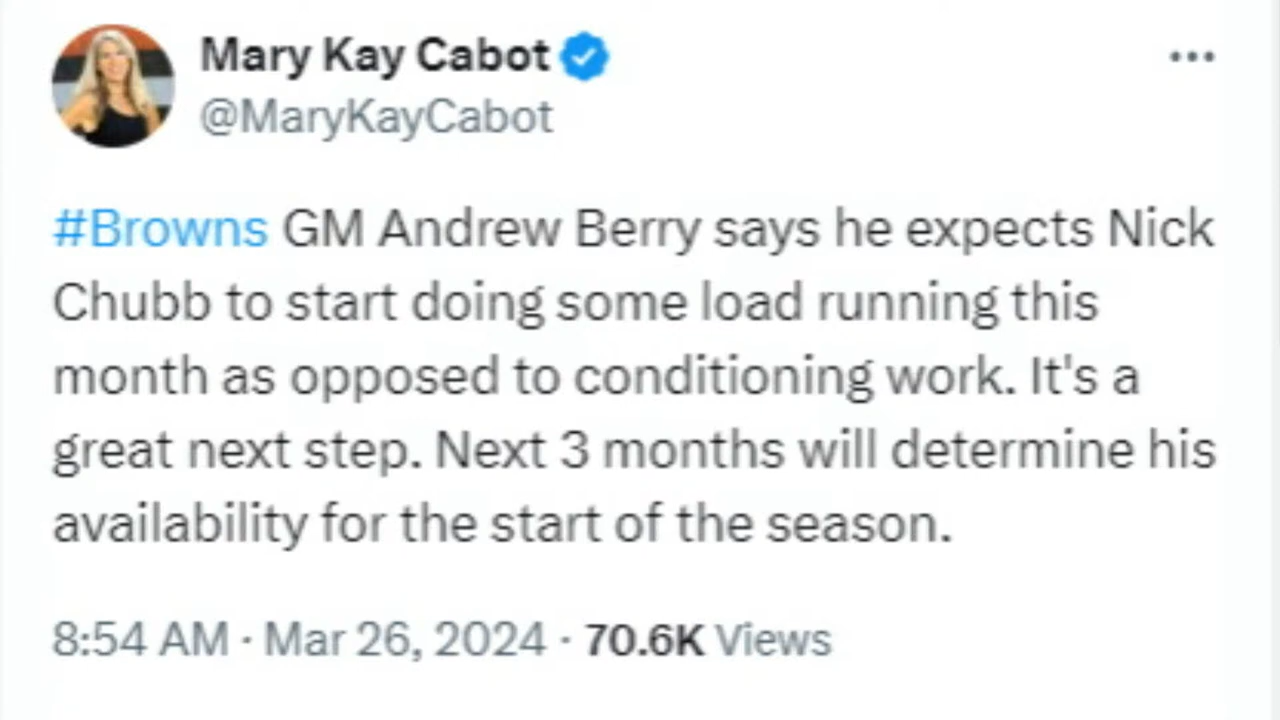 Mary Kay Cabot
@MaryKayCabot
#Browns GM Andrew Berry says he expects Nick
Chubb to start doing some load running this
month as opposed to conditioning work. It's a
great next step. Next 3 months will determine his
availability for the start of the season.
8:54 AM · Mar 26, 2024 · 70.6K Views